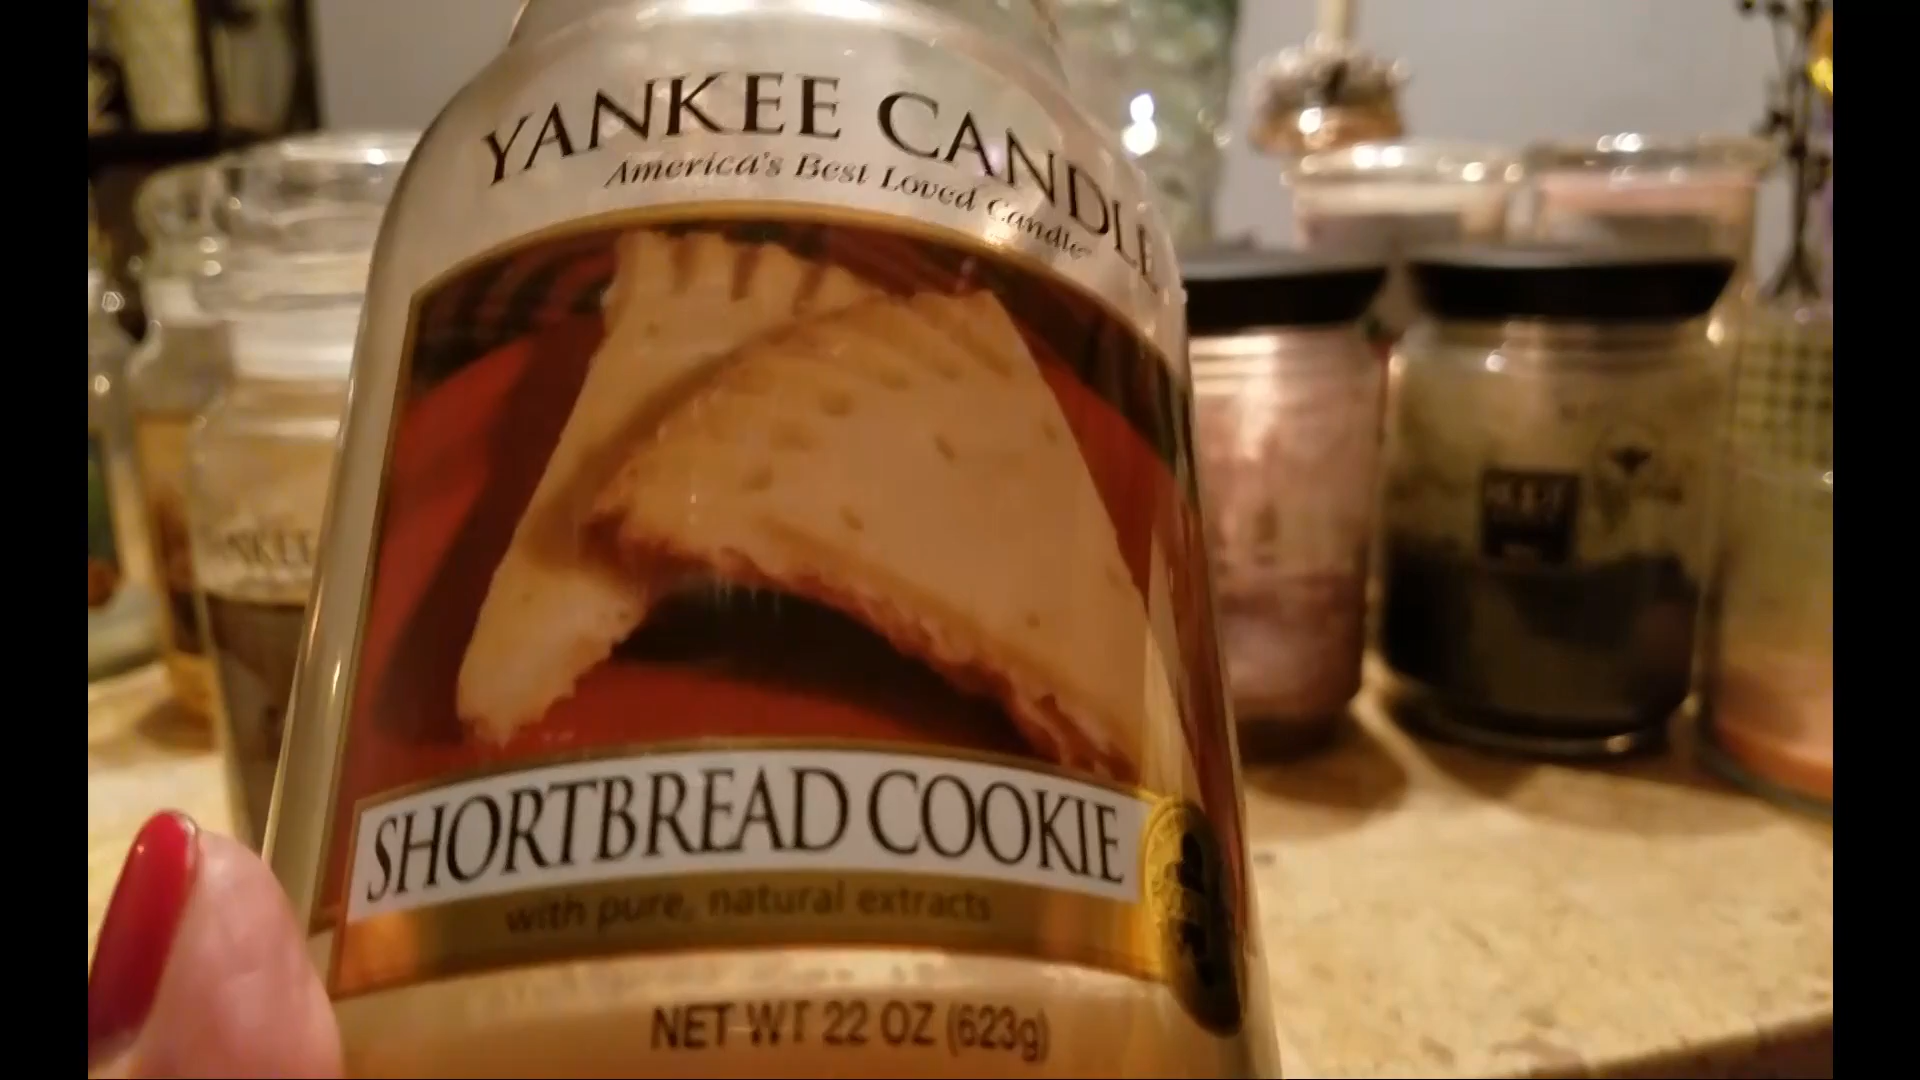 YANKEE CANDLE
America's Best Loved Candle
SHORTBREAD COOKIE
with pure, natural extracts
NET WT 22 OZ (623g)